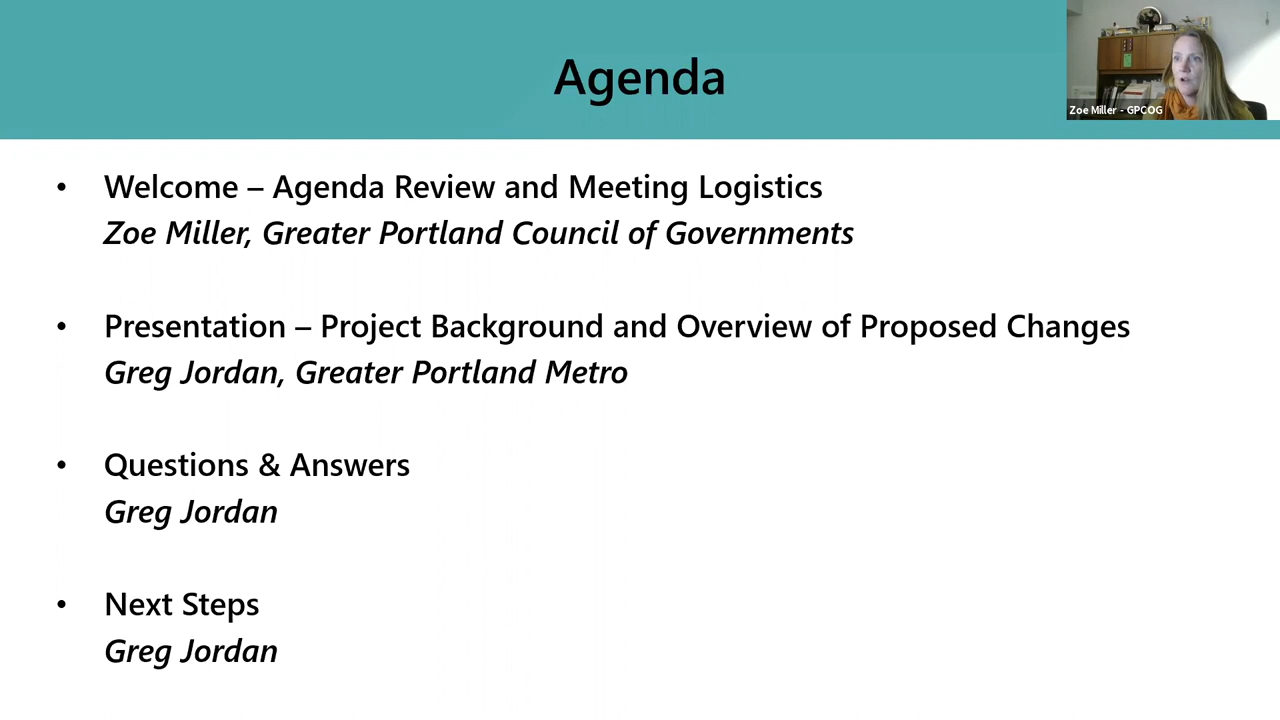 Agenda
Zoe Miller - GPCOG
• Welcome – Agenda Review and Meeting Logistics
Zoe Miller, Greater Portland Council of Governments
• Presentation – Project Background and Overview of Proposed Changes
Greg Jordan, Greater Portland Metro
• Questions & Answers
Greg Jordan
• Next Steps
Greg Jordan